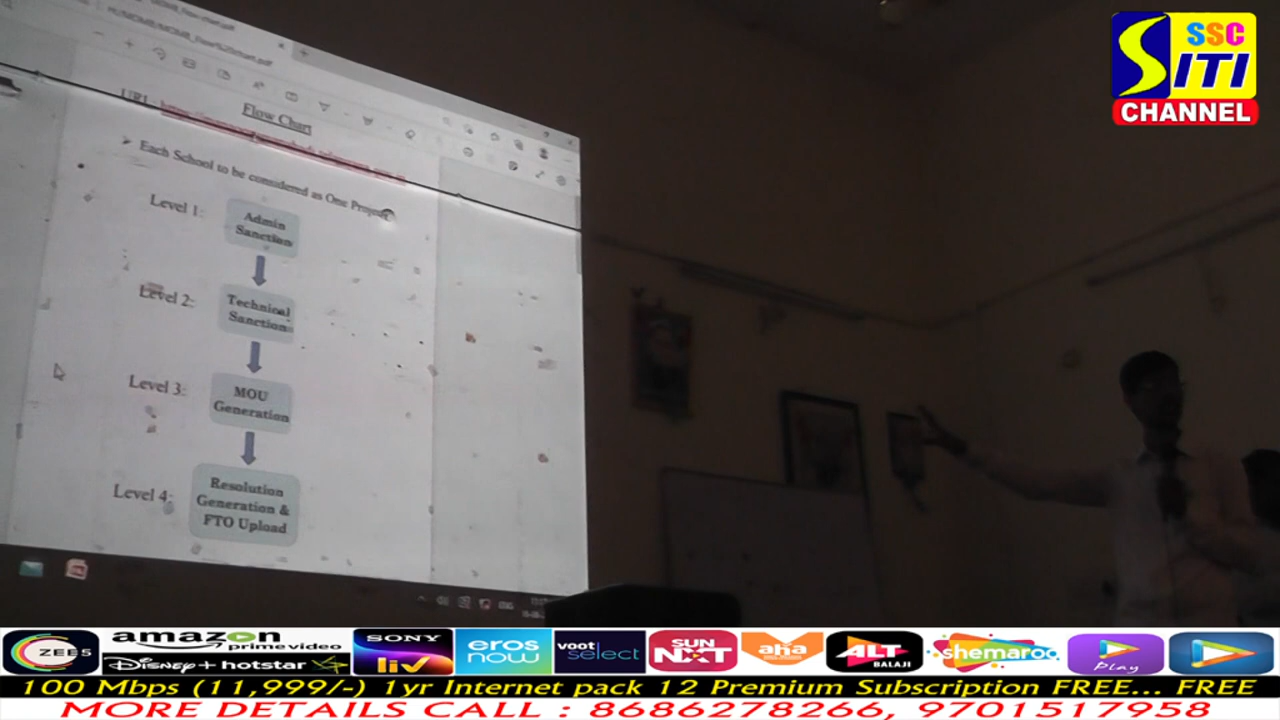 SSC
SITI
CHANNEL
URL:
Flow Chart
➤ Each School to be considered as One Project
Level 1:
Admin
Sanction
Level 2:
Technical
Sanction
Level 3:
MOU
Generation
Level 4:
Resolution
Generation &
FTO Upload
ZEE5
amazon
prime video
Disney+ hotstar
SONY
liv
eros
now
voot
select
SUN
NXT
aha
ALT
BALAJI
shemaroo
Play
100 Mbps (11,999/-) 1yr Internet pack 12 Premium Subscription FREE... FREE
MORE DETAILS CALL : 8686278266, 9701517958